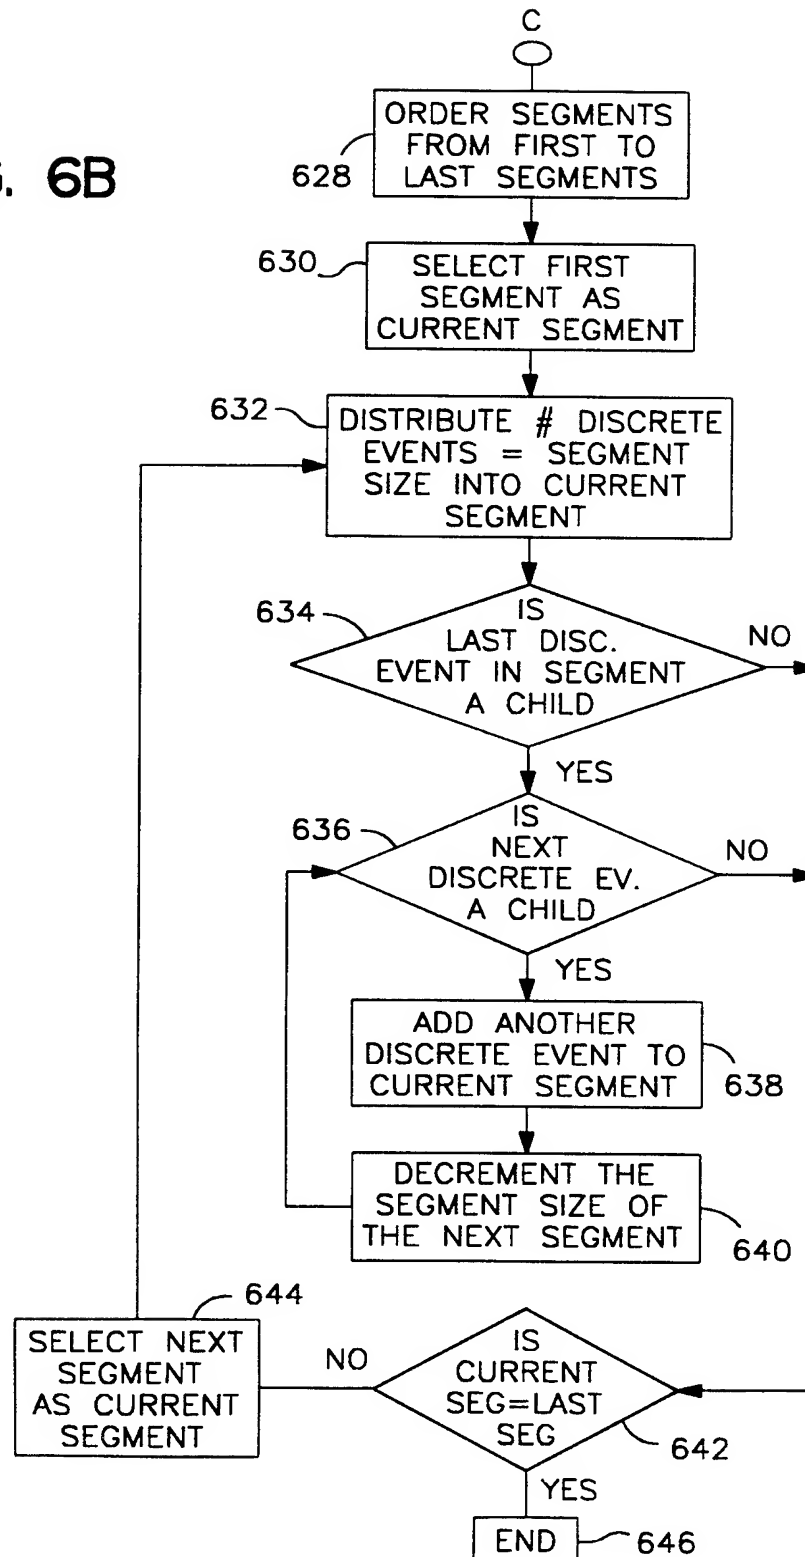 C
ORDER SEGMENTS
FROM FIRST TO
LAST SEGMENTS
628
. 6B
630
SELECT FIRST
SEGMENT AS
CURRENT SEGMENT
632
DISTRIBUTE # DISCRETE
EVENTS = SEGMENT
SIZE INTO CURRENT
SEGMENT
634
IS
LAST DISC.
EVENT IN SEGMENT
A CHILD
NO
YES
636
IS
NEXT
DISCRETE EV.
A CHILD
NO
YES
ADD ANOTHER
DISCRETE EVENT TO
CURRENT SEGMENT
638
DECREMENT THE
SEGMENT SIZE OF
THE NEXT SEGMENT
640
644
SELECT NEXT
SEGMENT
AS CURRENT
SEGMENT
NO
IS
CURRENT
SEG=LAST
SEG
642
YES
END
646